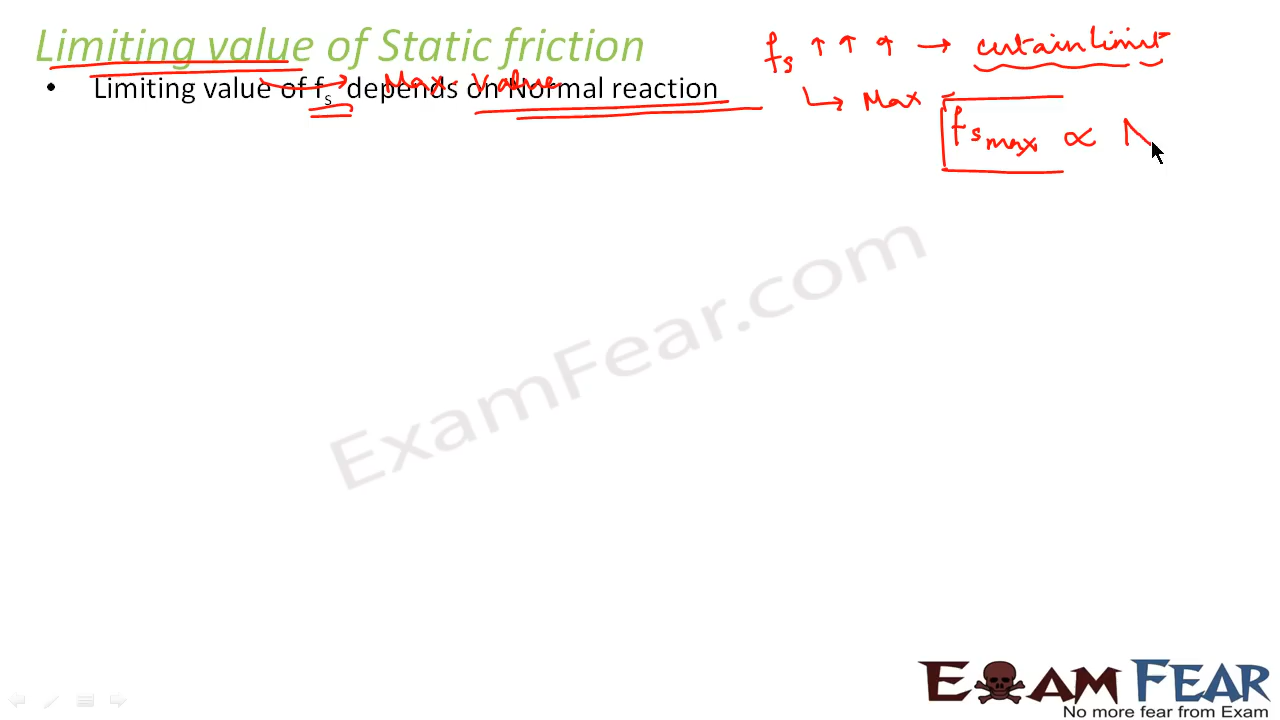 Limiting value of Static friction
fs ↑ ↑ ↑ → certain limit
→ Max. Value
• Limiting value of fs depends on Normal reaction
↳ Max
fs max ∝ N
ExamFear.com
EXAM FEAR
No more fear from Exam